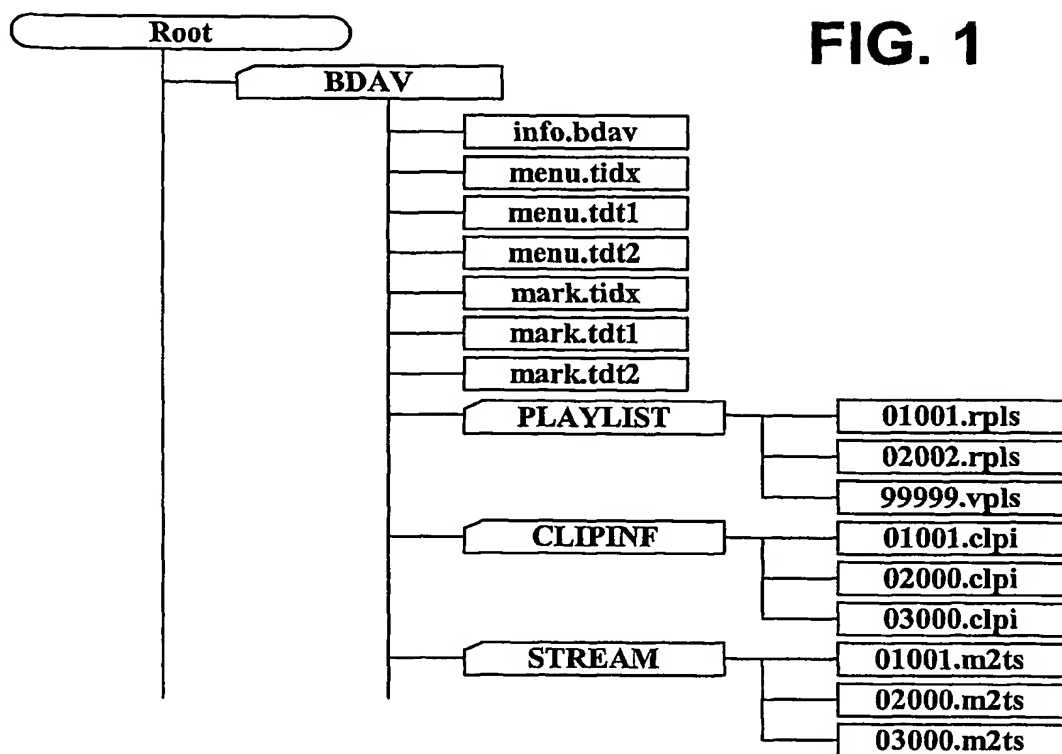 Root
FIG. 1
BDAV
info.bdav
menu.tidx
menu.tdt1
menu.tdt2
mark.tidx
mark.tdt1
mark.tdt2
PLAYLIST
01001.rpls
02002.rpls
99999.vpls
CLIPINF
01001.clpi
02000.clpi
03000.clpi
STREAM
01001.m2ts
02000.m2ts
03000.m2ts